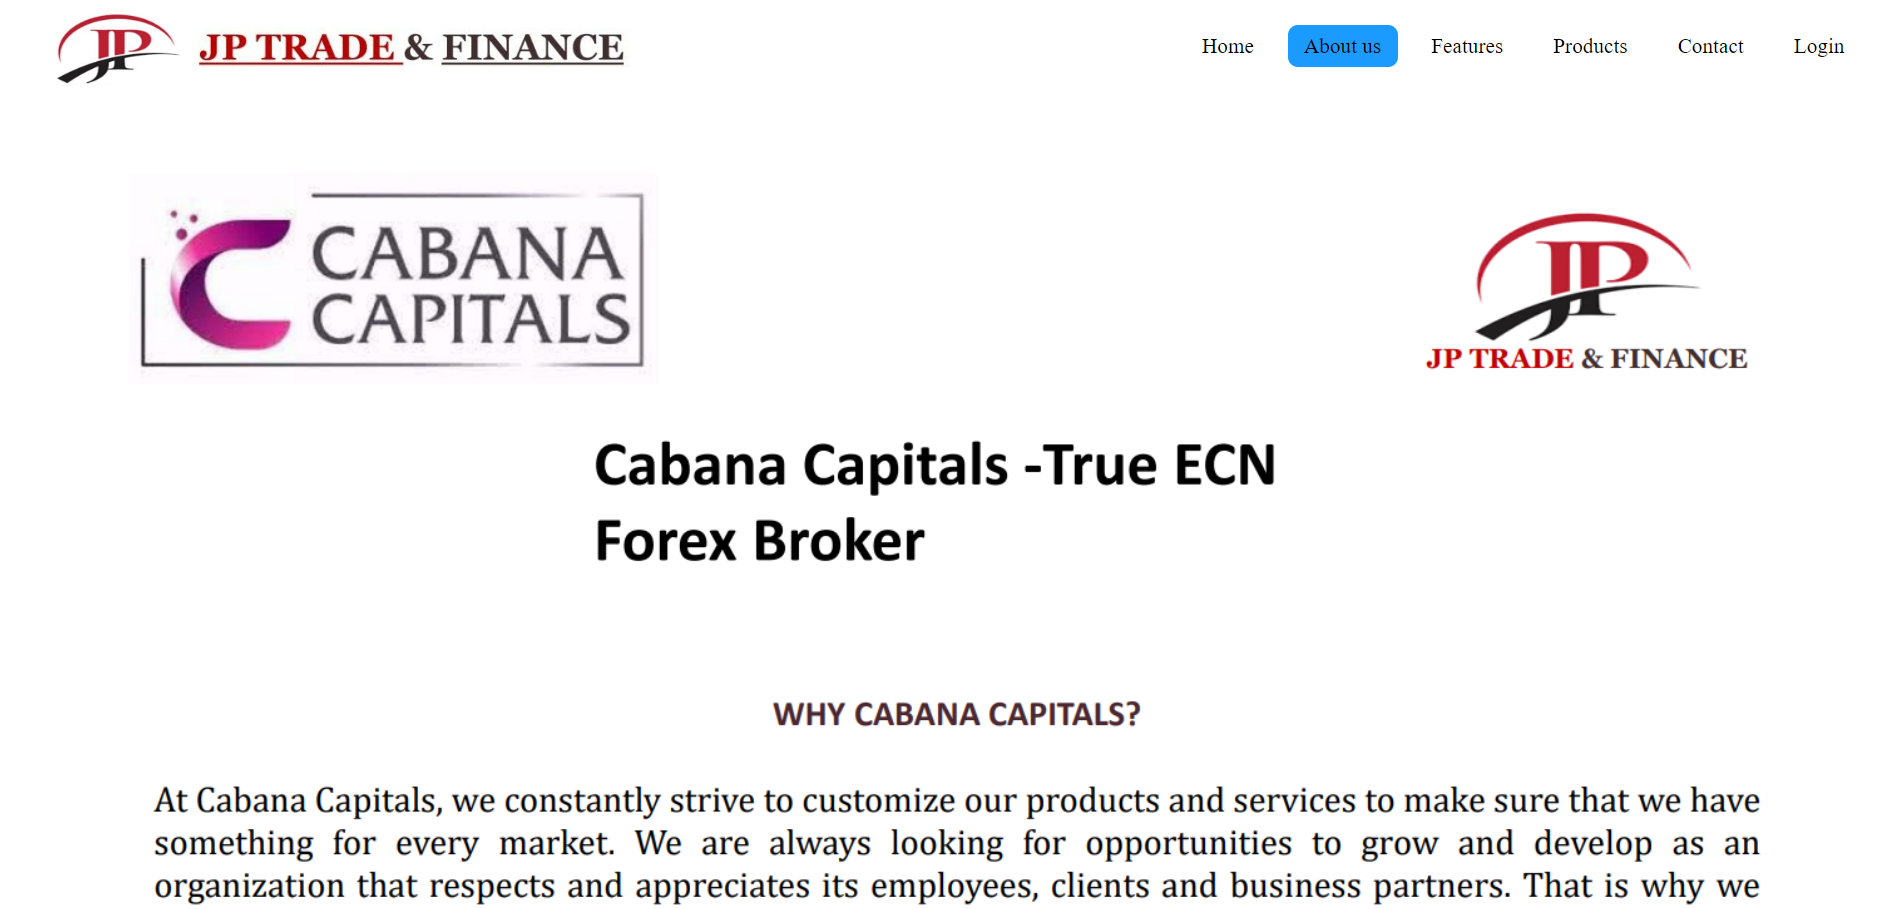 JP JP TRADE & FINANCE Home About us Features Products Contact Login
CABANA
CAPITALS
JP
JP TRADE & FINANCE
Cabana Capitals -True ECN
Forex Broker
WHY CABANA CAPITALS?
At Cabana Capitals, we constantly strive to customize our products and services to make sure that we have
something for every market. We are always looking for opportunities to grow and develop as an
organization that respects and appreciates its employees, clients and business partners. That is why we